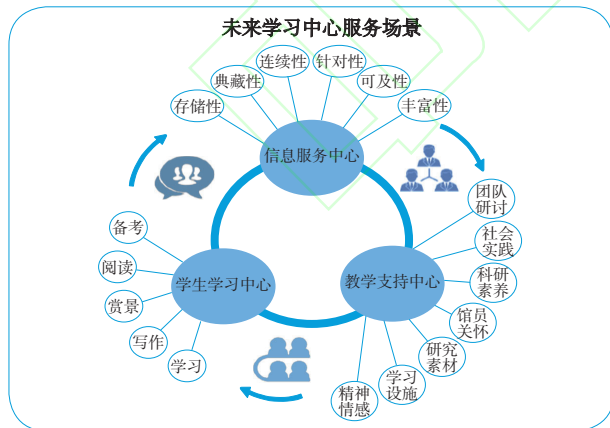 未来学习中心服务场景
存储性
典藏性
连续性
针对性
可及性
丰富性
信息服务中心
团队
研讨
社会
实践
科研
素养
馆员
关怀
研究
素材
学习
设施
精神
情感
教学支持中心
备考
阅读
赏景
写作
学习
学生学习中心